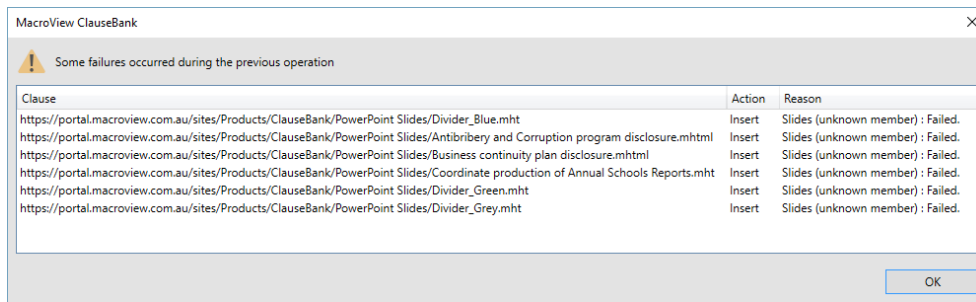 MacroView ClauseBank
Some failures occurred during the previous operation
Clause Action Reason
https://portal.macroview.com.au/sites/Products/ClauseBank/PowerPoint Slides/Divider_Blue.mht Insert Slides (unknown member) : Failed.
https://portal.macroview.com.au/sites/Products/ClauseBank/PowerPoint Slides/Antibribery and Corruption program disclosure.mhtml Insert Slides (unknown member) : Failed.
https://portal.macroview.com.au/sites/Products/ClauseBank/PowerPoint Slides/Business continuity plan disclosure.mhtml Insert Slides (unknown member) : Failed.
https://portal.macroview.com.au/sites/Products/ClauseBank/PowerPoint Slides/Coordinate production of Annual Schools Reports.mht Insert Slides (unknown member) : Failed.
https://portal.macroview.com.au/sites/Products/ClauseBank/PowerPoint Slides/Divider_Green.mht Insert Slides (unknown member) : Failed.
https://portal.macroview.com.au/sites/Products/ClauseBank/PowerPoint Slides/Divider_Grey.mht Insert Slides (unknown member) : Failed.
OK